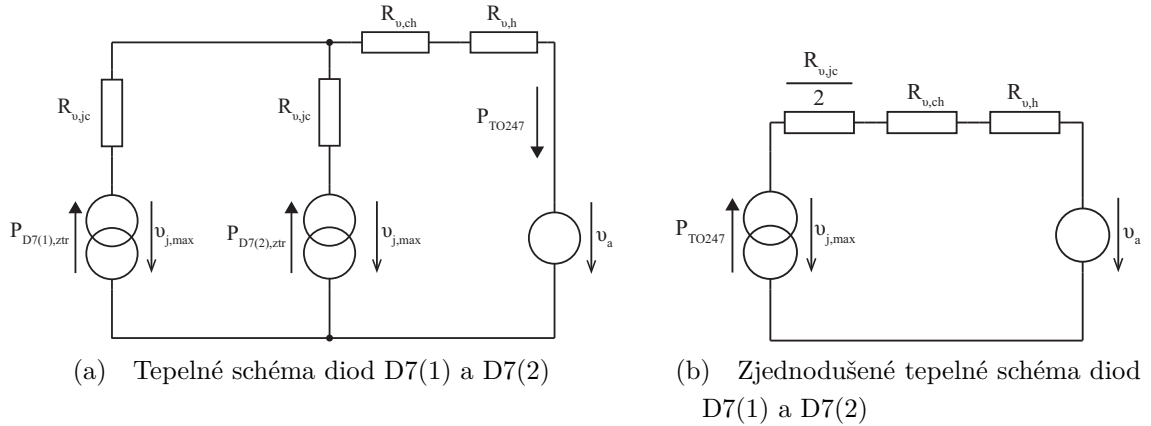 R_υ,ch
R_υ,h
R_υ,jc
R_υ,jc
P_TO247
P_D7(1),ztr
υ_j,max
P_D7(2),ztr
υ_j,max
υ_a
(a) Tepelné schéma diod D7(1) a D7(2)
R_υ,jc
2
R_υ,ch
R_υ,h
P_TO247
υ_j,max
υ_a
(b) Zjednodušené tepelné schéma diod
D7(1) a D7(2)